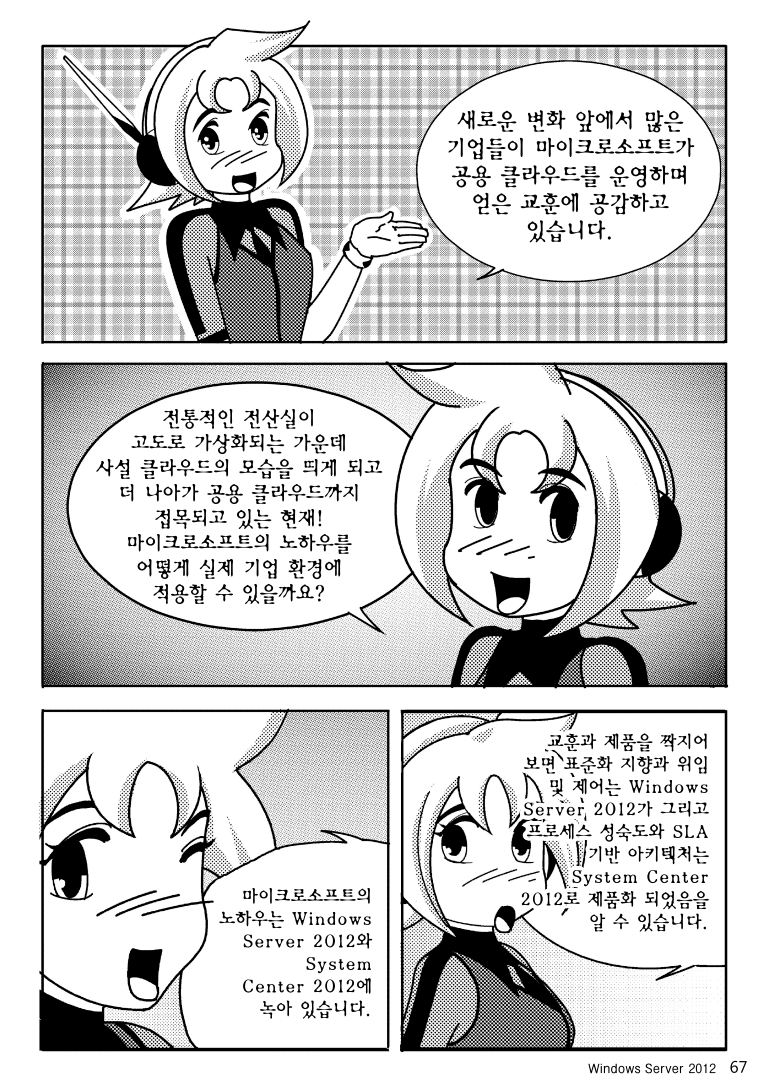 새로운 변화 앞에서 많은
기업들이 마이크로소프트가
공용 클라우드를 운영하며
얻은 교훈에 공감하고
있습니다.
전통적인 전산실이
고도로 가상화되는 가운데
사설 클라우드의 모습을 띄게 되고
더 나아가 공용 클라우드까지
접목되고 있는 현재!
마이크로소프트의 노하우를
어떻게 실제 기업 환경에
적용할 수 있을까요?
마이크로소프트의
노하우는 Windows
Server 2012와
System
Center 2012에
녹아 있습니다.
교훈과 제품을 짝지어
보면 표준화 지향과 위임
및 제어는 Windows
Server 2012가 그리고
프로세스 성숙도와 SLA
기반 아키텍처는
System Center
2012로 제품화 되었음을
알 수 있습니다.
Windows Server 2012 67